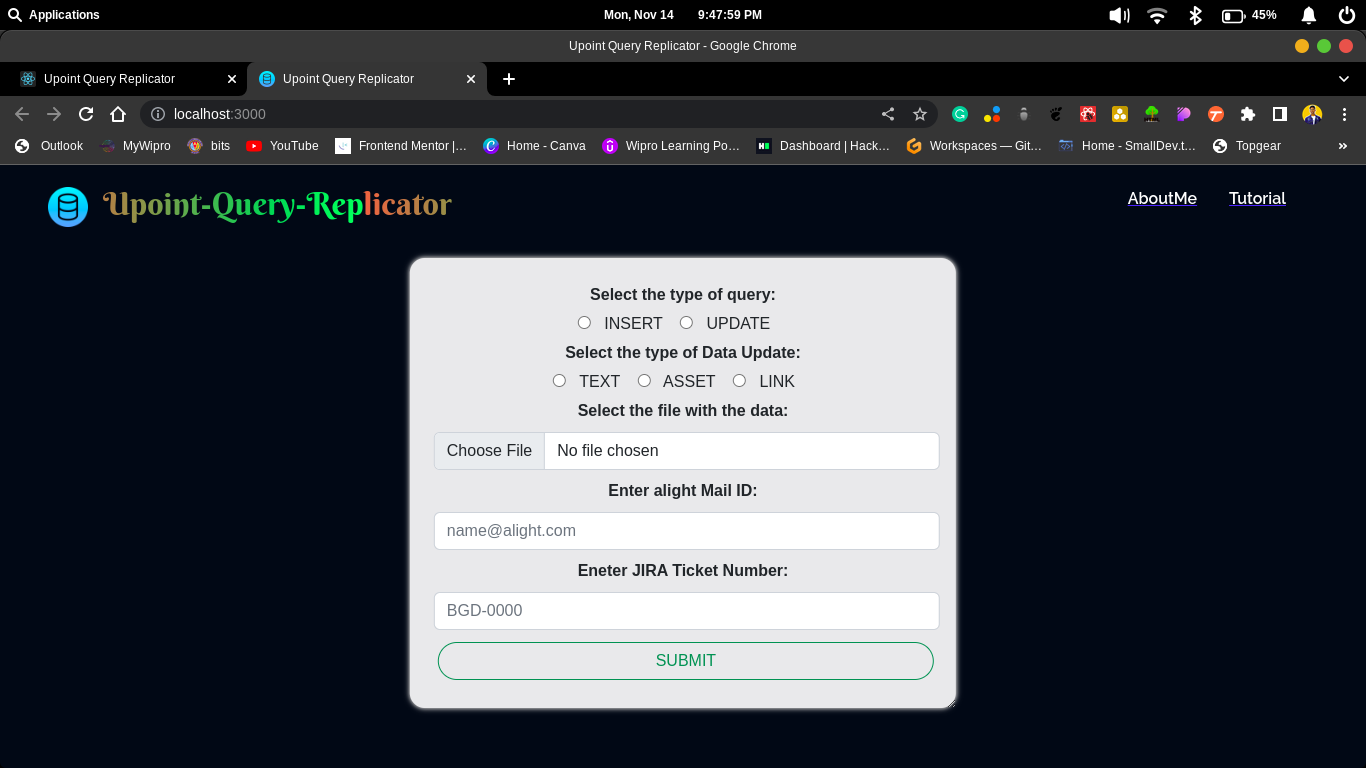 Applications
Mon, Nov 14 9:47:59 PM
45%
Upoint Query Replicator - Google Chrome
Upoint Query Replicator
Upoint Query Replicator
localhost:3000
Outlook MyWipro bits YouTube Frontend Mentor |… Home - Canva Wipro Learning Po… Dashboard | Hack… Workspaces — Git… Home - SmallDev.t… Topgear
Upoint-Query-Replicator
AboutMe Tutorial
Select the type of query:
INSERT UPDATE
Select the type of Data Update:
TEXT ASSET LINK
Select the file with the data:
Choose File No file chosen
Enter alight Mail ID:
name@alight.com
Eneter JIRA Ticket Number:
BGD-0000
SUBMIT